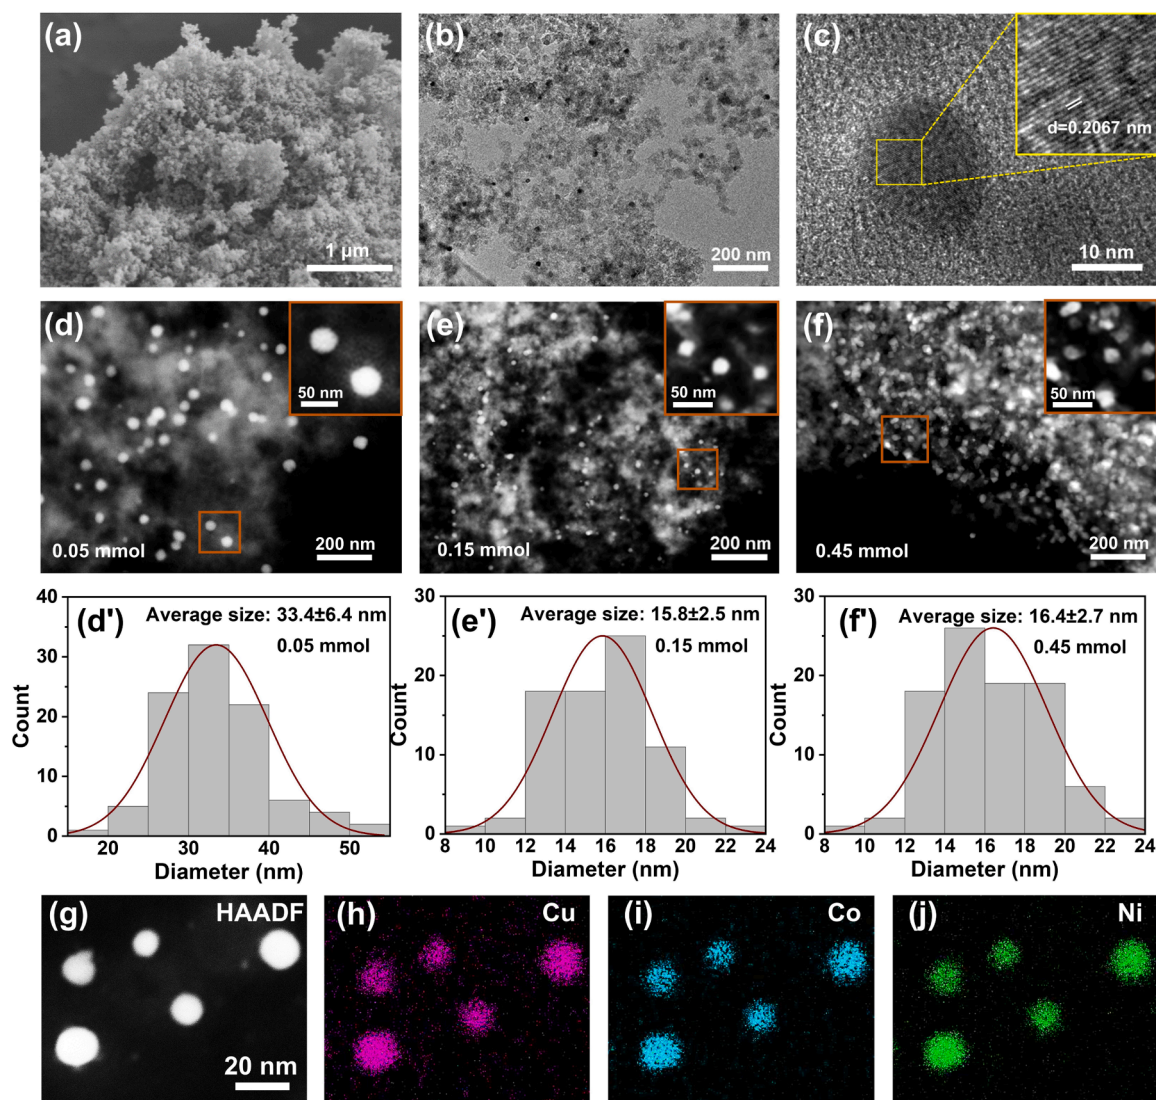 (a)
1 μm
(b)
200 nm
(c)
d=0.2067 nm
10 nm
(d)
50 nm
0.05 mmol
200 nm
(e)
50 nm
0.15 mmol
200 nm
(f)
50 nm
0.45 mmol
200 nm
(d')
Average size: 33.4±6.4 nm
0.05 mmol
Count
40
30
20
10
0
20 30 40 50
Diameter (nm)
(e')
Average size: 15.8±2.5 nm
0.15 mmol
Count
30
20
10
0
8 10 12 14 16 18 20 22 24
Diameter (nm)
(f')
Average size: 16.4±2.7 nm
0.45 mmol
Count
30
20
10
0
8 10 12 14 16 18 20 22 24
Diameter (nm)
(g)
HAADF
20 nm
(h)
Cu
(i)
Co
(j)
Ni